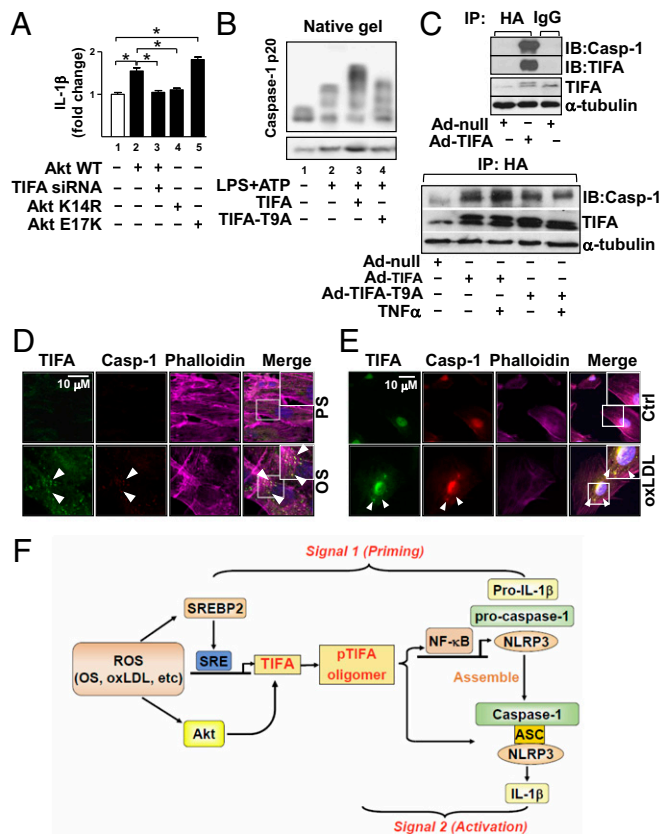 A
IL-1β
(fold change)
2
1
0
* * * *
1 2 3 4 5
Akt WT − + + − −
TIFA siRNA − − + − −
Akt K14R − − − + −
Akt E17K − − − − +
B
Native gel
Caspase-1 p20
1 2 3 4
LPS+ATP − + + +
TIFA − − + −
TIFA-T9A − − − +
C
IP: HA IgG
IB:Casp-1
IB:TIFA
TIFA
α-tubulin
Ad-null + − +
Ad-TIFA − + −
IP: HA
IB:Casp-1
TIFA
α-tubulin
Ad-null + − − − −
Ad-TIFA − + + − −
Ad-TIFA-T9A − − − + +
TNFα − − + − +
D
TIFA Casp-1 Phalloidin Merge
10 μM
PS
OS
E
TIFA Casp-1 Phalloidin Merge
10 μM
Ctrl
oxLDL
F
Signal 1 (Priming)
Pro-IL-1β
SREBP2
pro-caspase-1
NF-κB
NLRP3
ROS
(OS, oxLDL, etc)
SRE
TIFA
pTIFA
oligomer
Assemble
Akt
Caspase-1
ASC
NLRP3
IL-1β
Signal 2 (Activation)